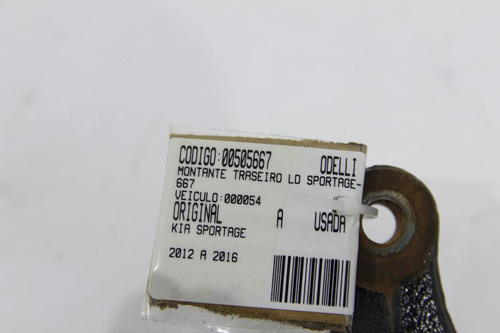 CODIGO:00505667 ODELLI
MONTANTE TRASEIRO LD SPORTAGE-
667
VEICULO:000054
ORIGINAL A USADA
KIA SPORTAGE
2012 A 2016